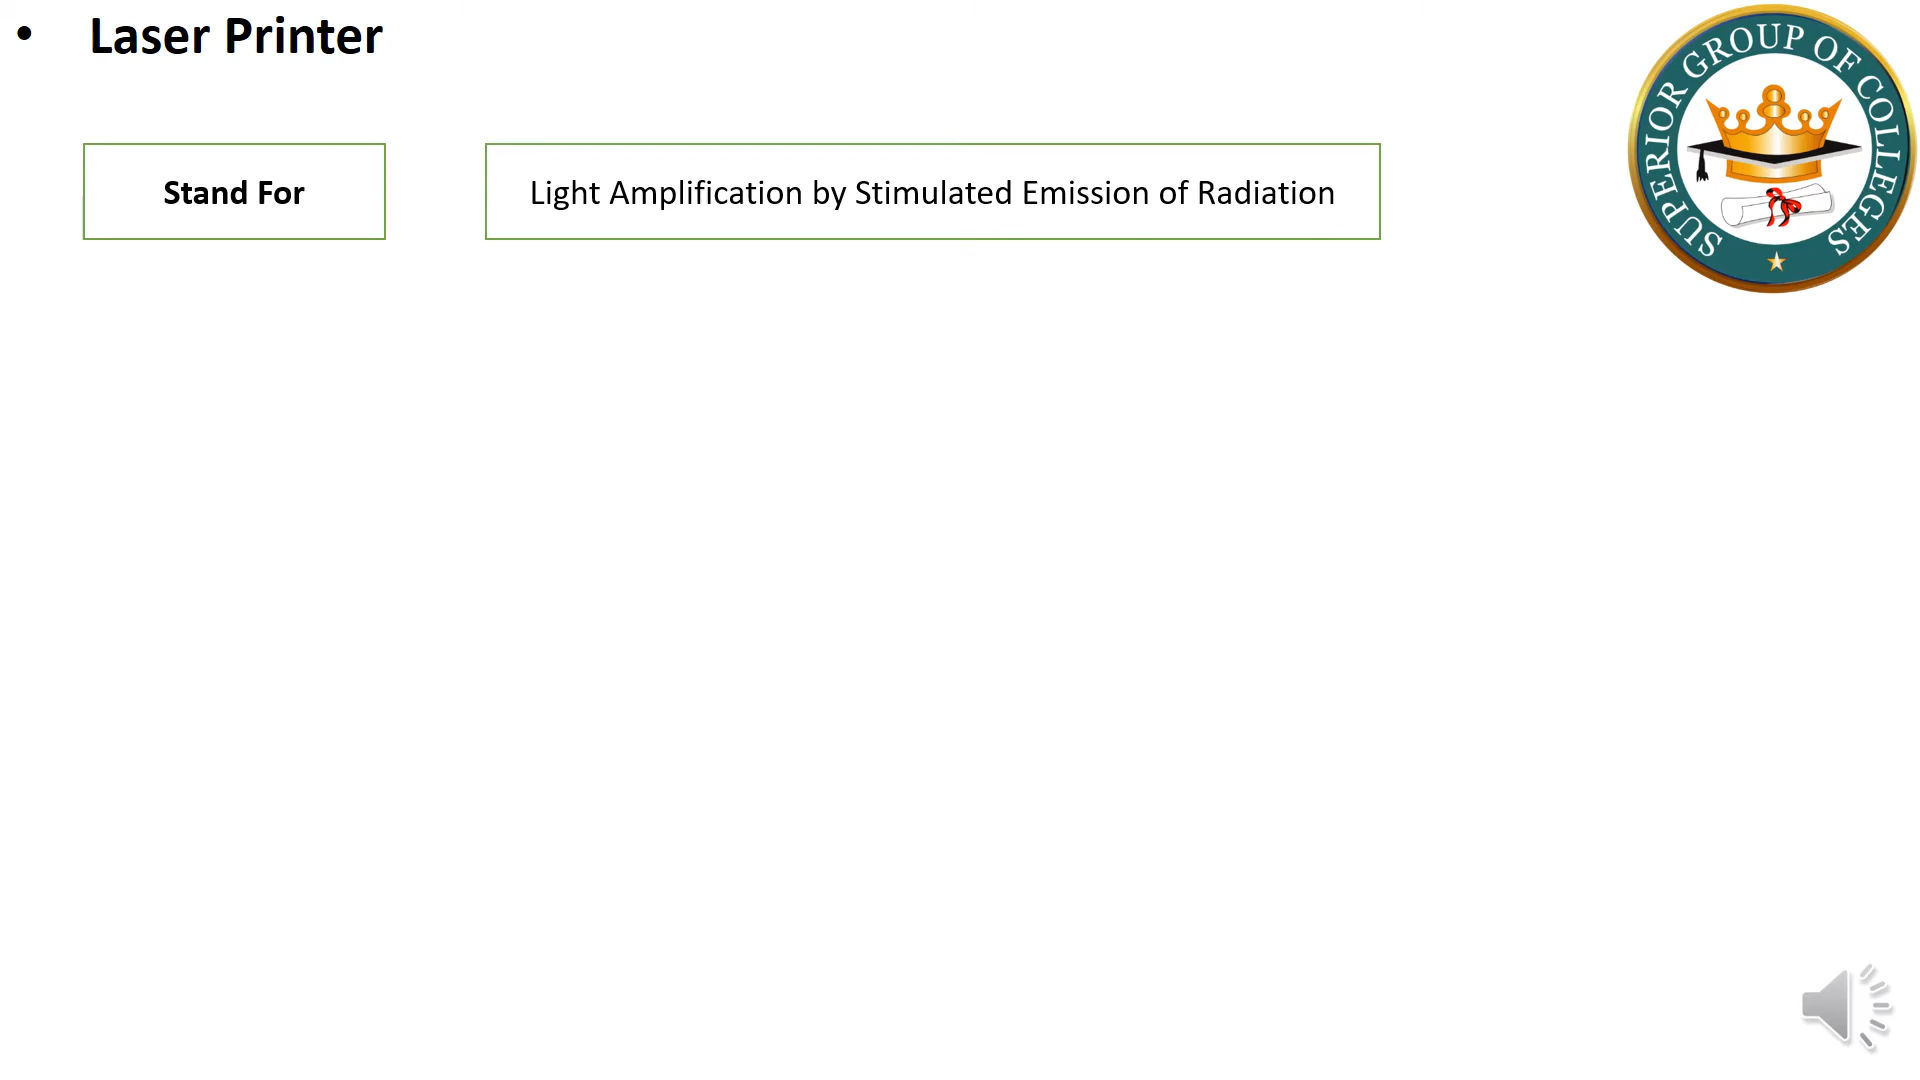 • Laser Printer
Stand For
Light Amplification by Stimulated Emission of Radiation
SUPERIOR GROUP OF COLLEGES